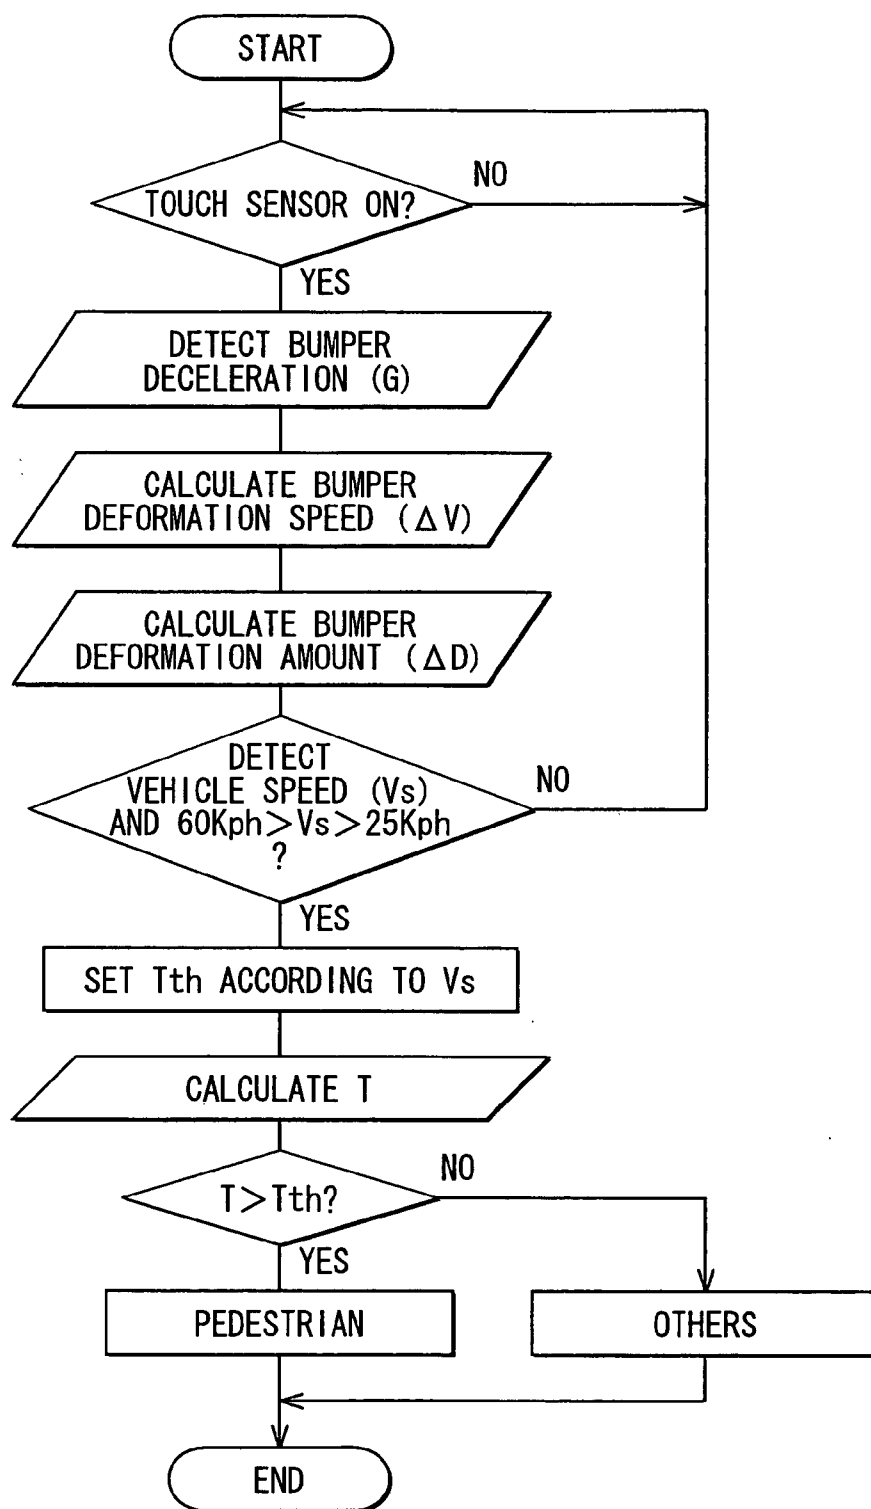 START
TOUCH SENSOR ON?
NO
YES
DETECT BUMPER
DECELERATION (G)
CALCULATE BUMPER
DEFORMATION SPEED (ΔV)
CALCULATE BUMPER
DEFORMATION AMOUNT (ΔD)
DETECT
VEHICLE SPEED (Vs)
AND 60Kph>Vs>25Kph
?
NO
YES
SET Tth ACCORDING TO Vs
CALCULATE T
T>Tth?
NO
YES
PEDESTRIAN
OTHERS
END